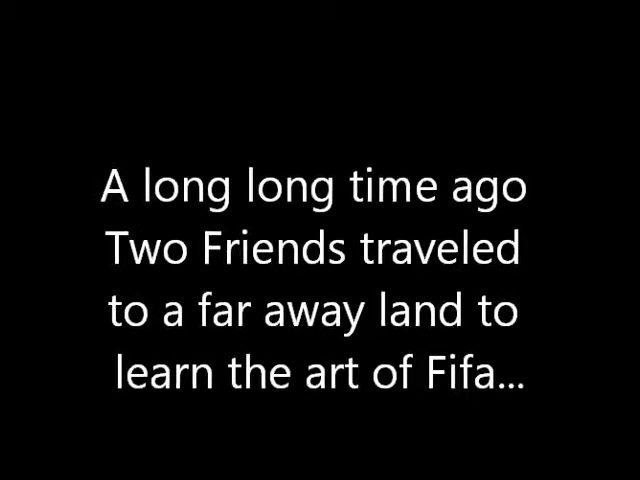 A long long time ago
Two Friends traveled
to a far away land to
learn the art of Fifa...